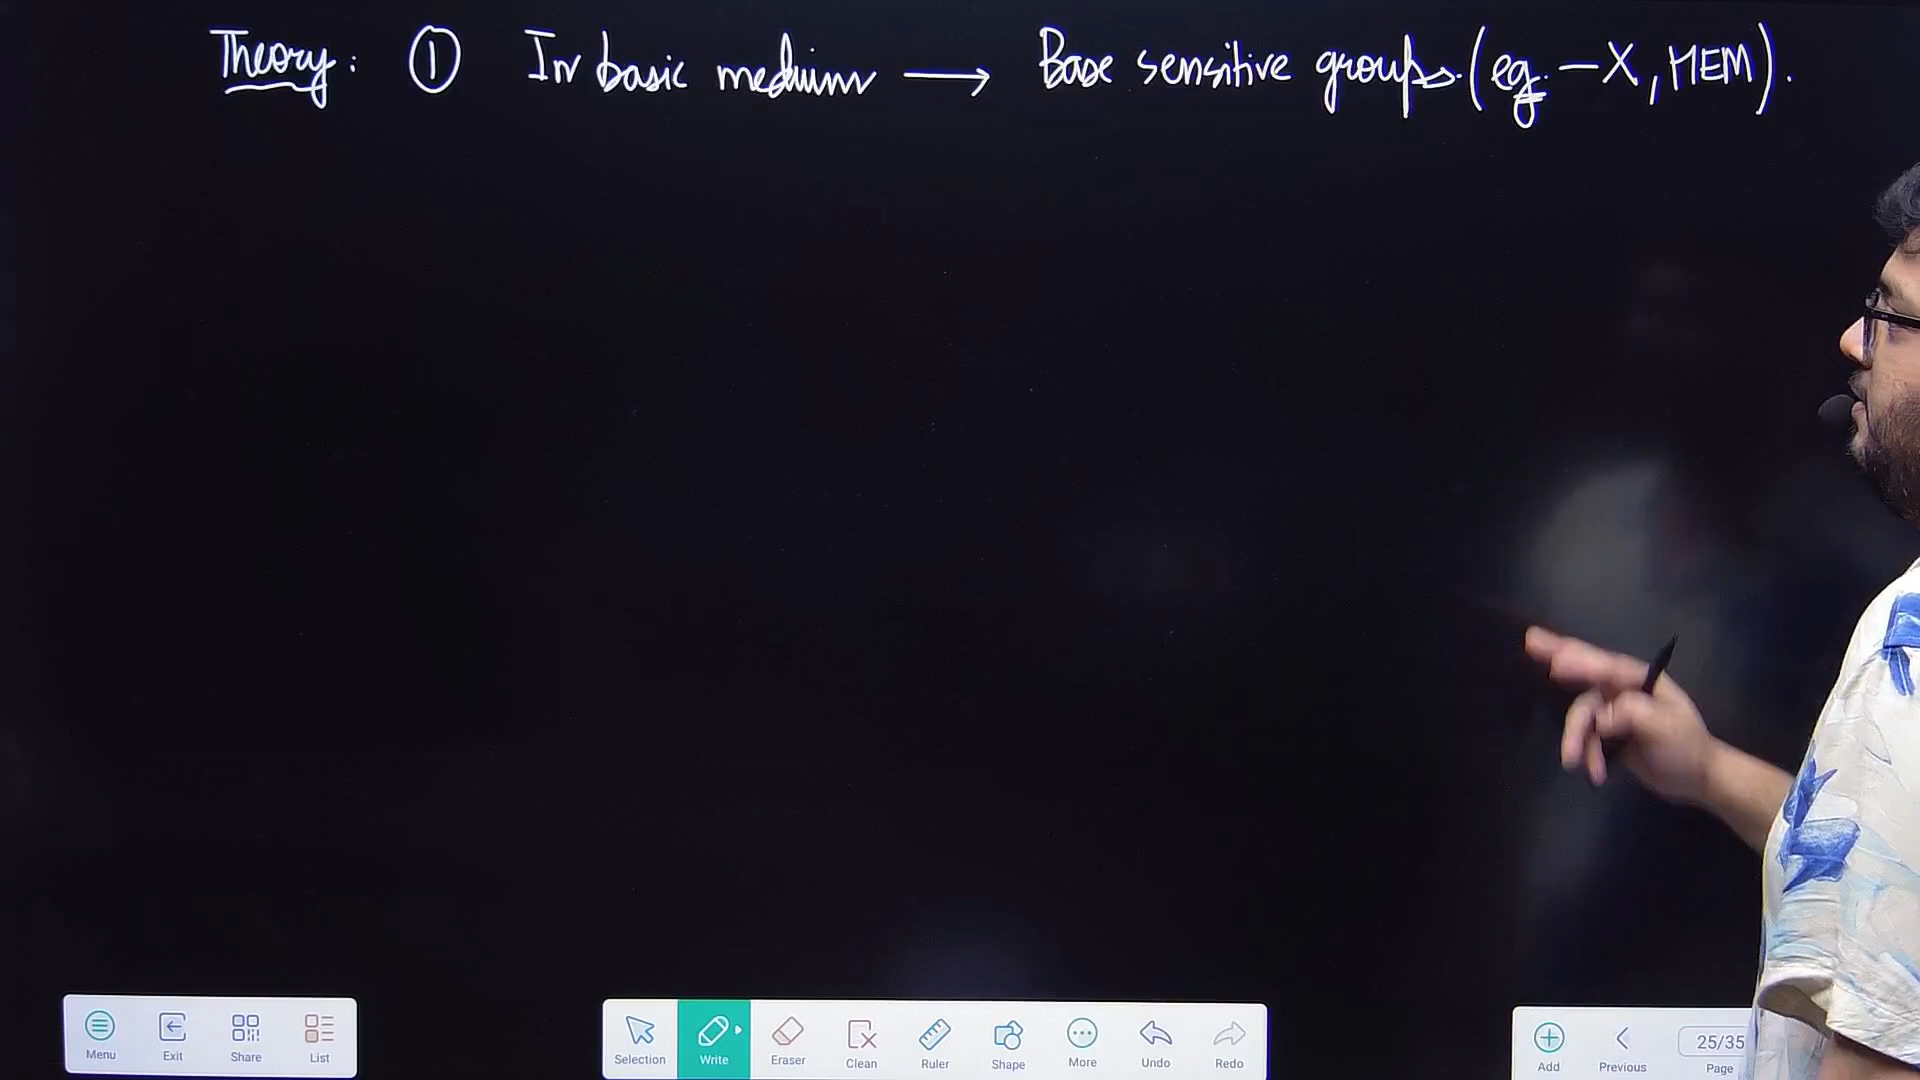 Theory: ① In basic medium ⟶ Base sensitive groups. (eg. –X, MEM).
Menu Exit Share List
Selection Write Eraser Clean Ruler Shape More Undo Redo
Add Previous 25/35 Page